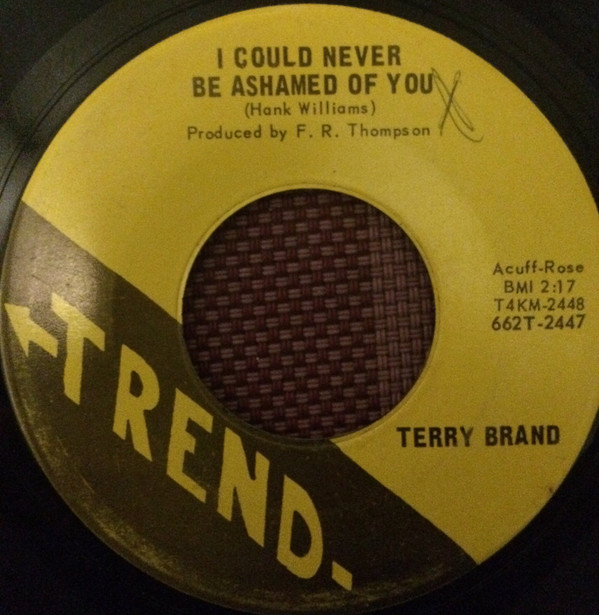 I COULD NEVER
BE ASHAMED OF YOU
(Hank Williams)
Produced by F. R. Thompson
Acuff-Rose
BMI 2:17
T4KM-2448
662T-2447
TERRY BRAND
TREND.